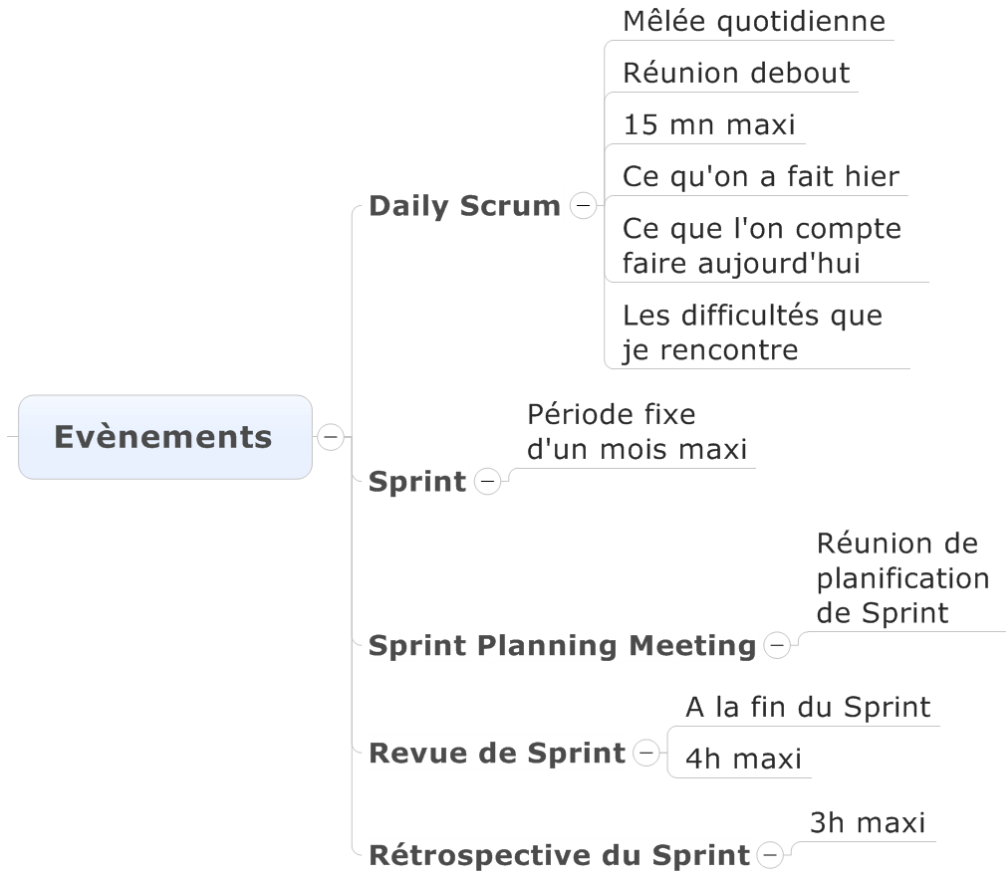 Evènements
Daily Scrum
Mêlée quotidienne
Réunion debout
15 mn maxi
Ce qu'on a fait hier
Ce que l'on compte
faire aujourd'hui
Les difficultés que
je rencontre
Sprint
Période fixe
d'un mois maxi
Sprint Planning Meeting
Réunion de
planification
de Sprint
Revue de Sprint
A la fin du Sprint
4h maxi
Rétrospective du Sprint
3h maxi